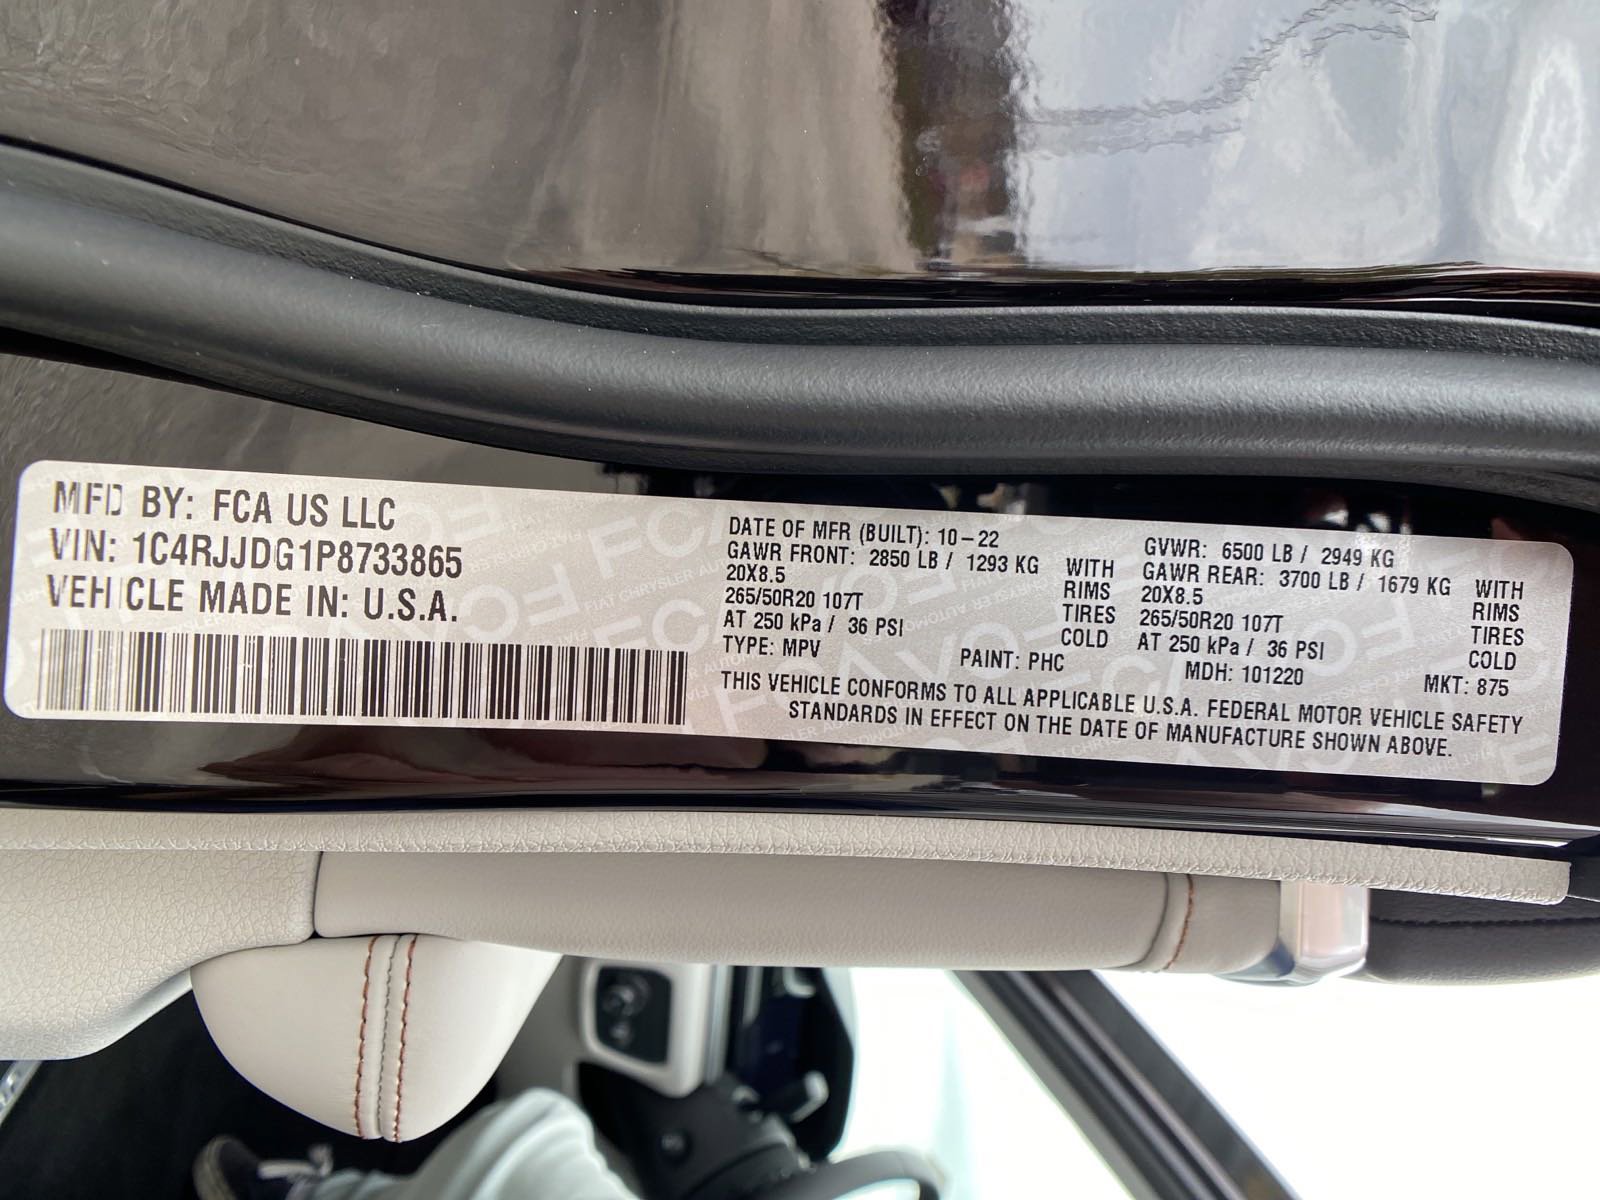 MFD BY: FCA US LLC
VIN: 1C4RJJDG1P8733865
VEHICLE MADE IN: U.S.A.
DATE OF MFR (BUILT): 10-22
GAWR FRONT: 2850 LB / 1293 KG WITH
20X8.5 RIMS
265/50R20 107T TIRES
AT 250 kPa / 36 PSI COLD
TYPE: MPV
PAINT: PHC
GVWR: 6500 LB / 2949 KG
GAWR REAR: 3700 LB / 1679 KG WITH
20X8.5 RIMS
265/50R20 107T TIRES
AT 250 kPa / 36 PSI COLD
MDH: 101220
MKT: 875
THIS VEHICLE CONFORMS TO ALL APPLICABLE U.S.A. FEDERAL MOTOR VEHICLE SAFETY
STANDARDS IN EFFECT ON THE DATE OF MANUFACTURE SHOWN ABOVE.